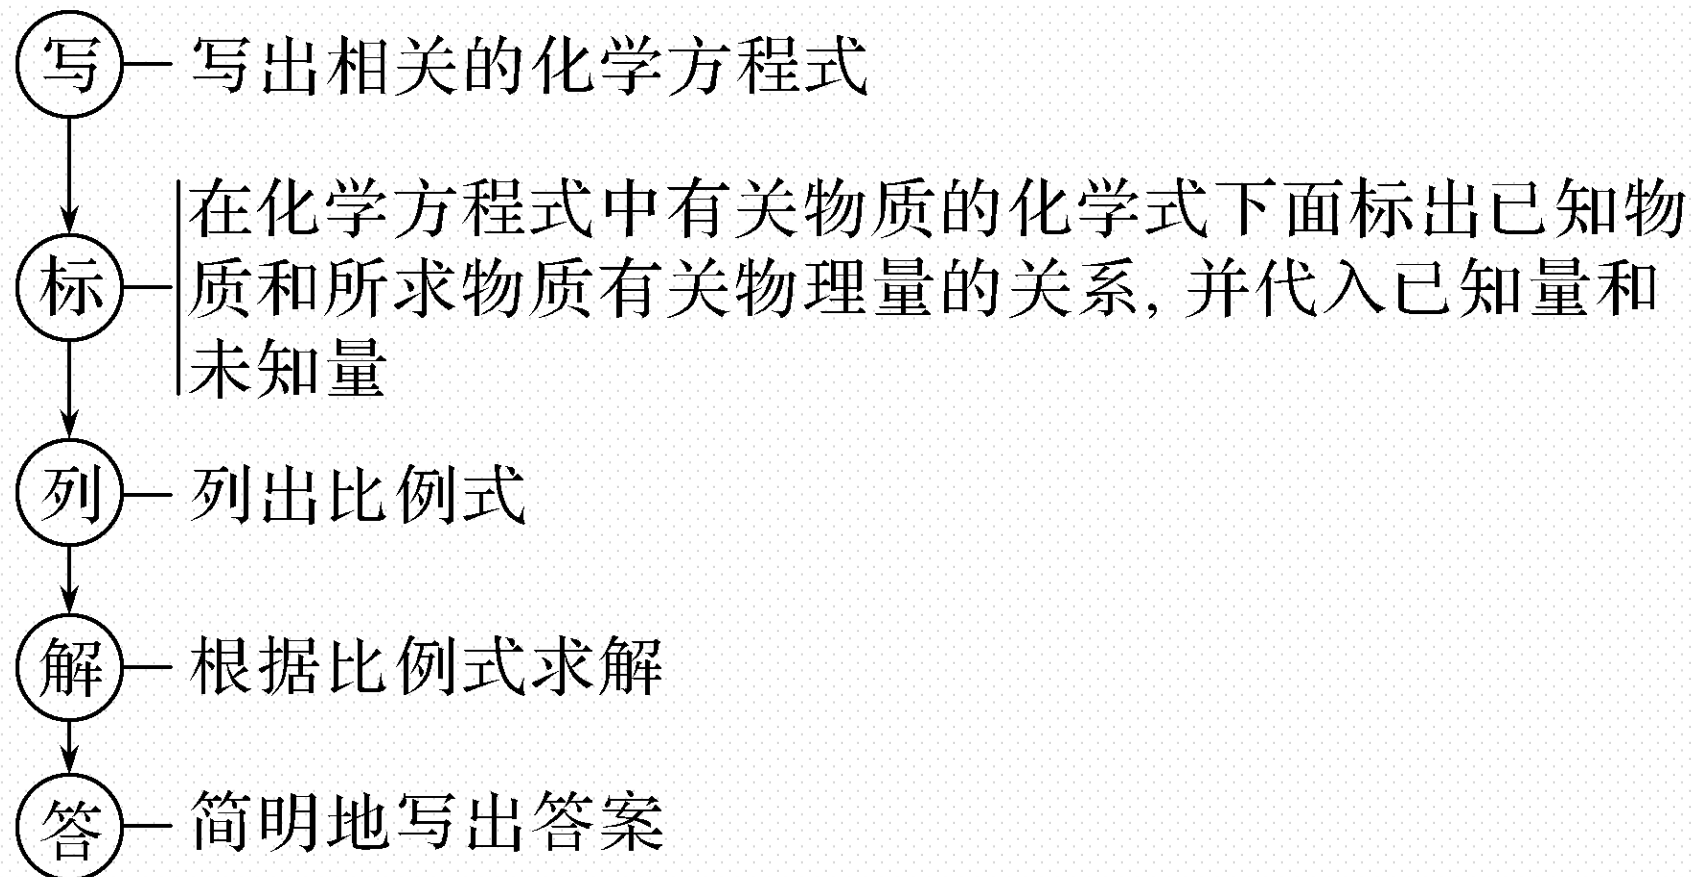 写 写出相关的化学方程式
在化学方程式中有关物质的化学式下面标出已知物
标 质和所求物质有关物理量的关系, 并代入已知量和
未知量
列 列出比例式
解 根据比例式求解
答 简明地写出答案